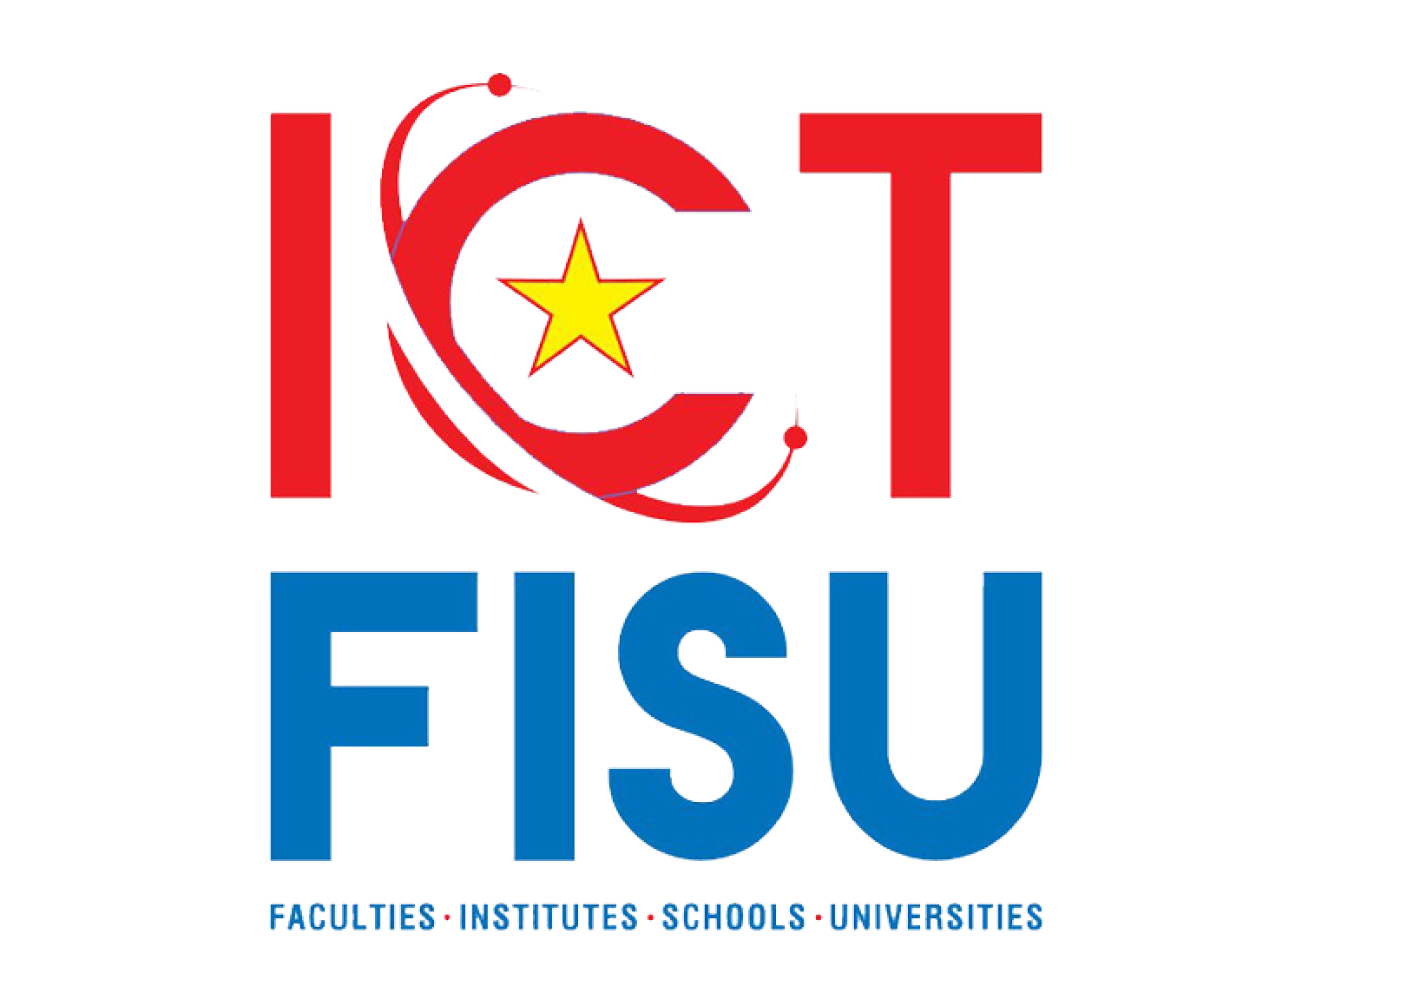 ICT
FISU
FACULTIES · INSTITUTES · SCHOOLS · UNIVERSITIES